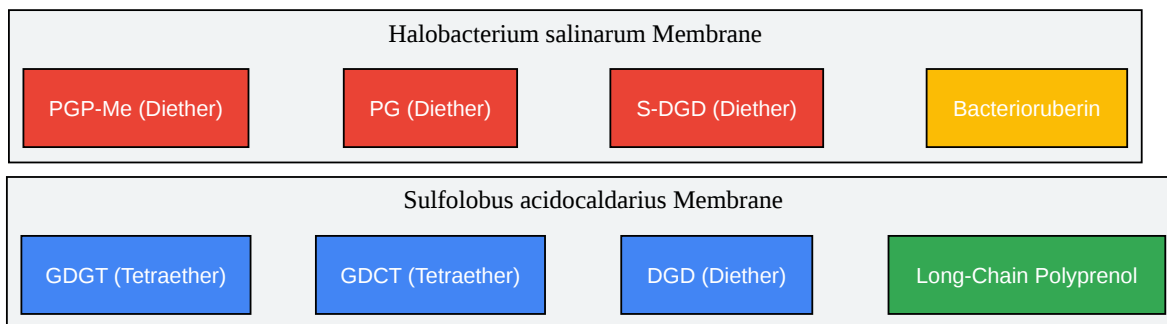 Halobacterium salinarum Membrane
PGP-Me (Diether)
PG (Diether)
S-DGD (Diether)
Bacterioruberin
Sulfolobus acidocaldarius Membrane
GDGT (Tetraether)
GDCT (Tetraether)
DGD (Diether)
Long-Chain Polyprenol